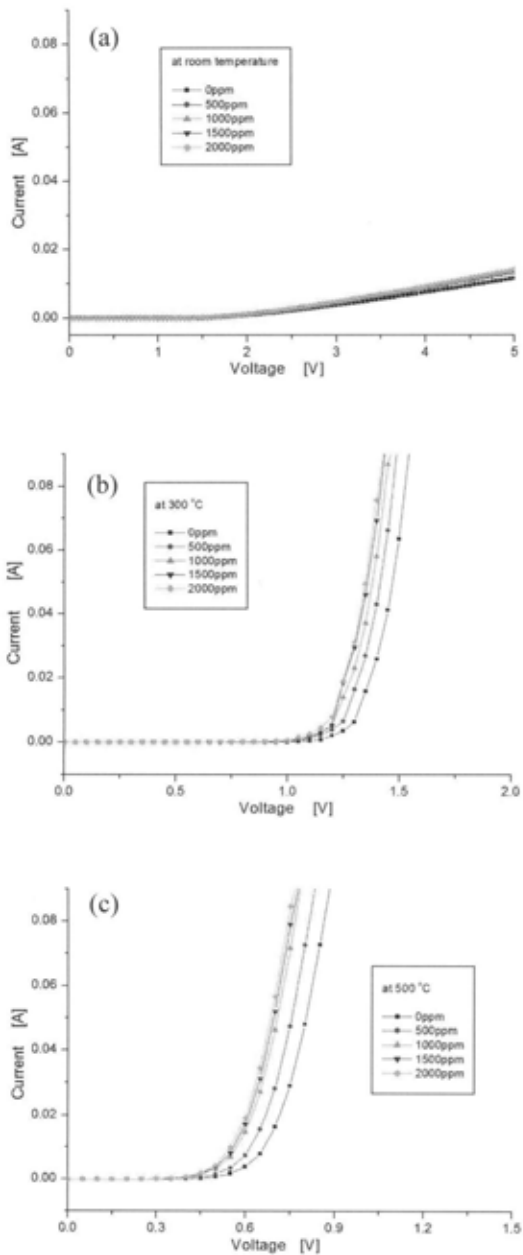 (a)
at room temperature
0ppm
500ppm
1000ppm
1500ppm
2000ppm
0.08
0.06
0.04
0.02
0.00
Current [A]
0 1 2 3 4 5
Voltage [V]
(b)
at 300 °C
0ppm
500ppm
1000ppm
1500ppm
2000ppm
0.08
0.06
0.04
0.02
0.00
Current [A]
0.0 0.5 1.0 1.5 2.0
Voltage [V]
(c)
at 500 °C
0ppm
500ppm
1000ppm
1500ppm
2000ppm
0.08
0.06
0.04
0.02
0.00
Current [A]
0.0 0.3 0.6 0.9 1.2 1.5
Voltage [V]